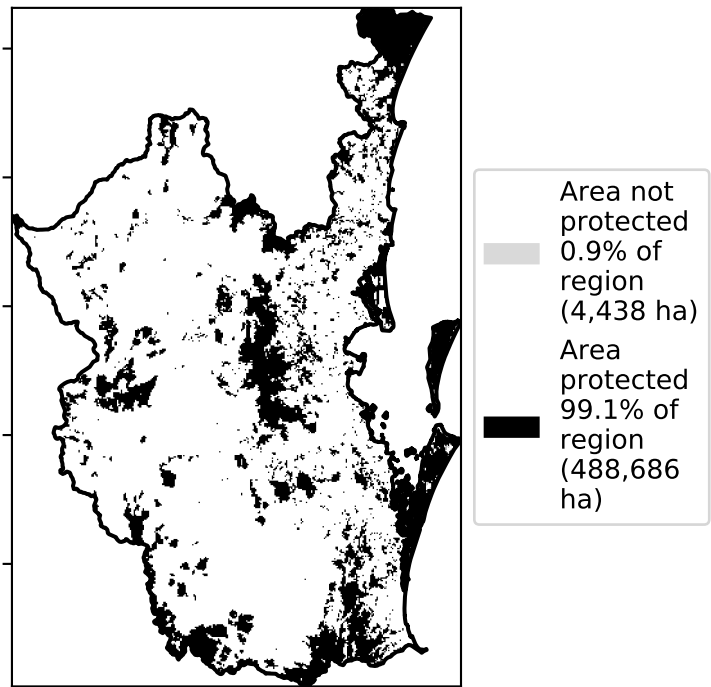 Area not
protected
0.9% of
region
(4,438 ha)
Area
protected
99.1% of
region
(488,686
ha)